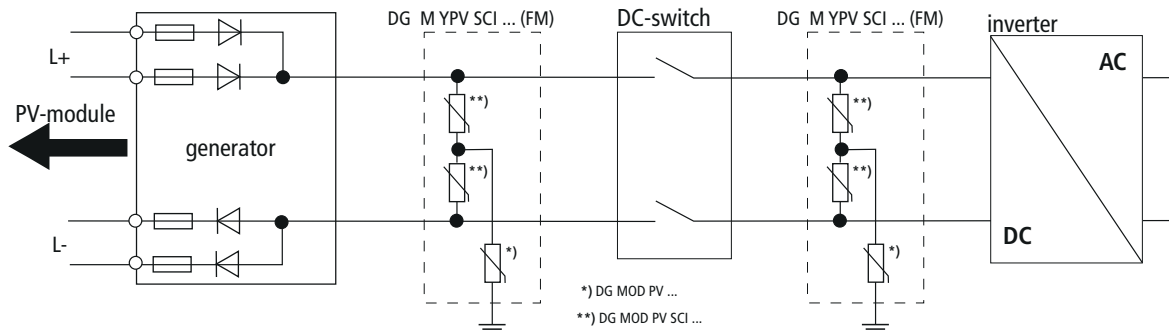 DG M YPV SCI ... (FM)
DC-switch
DG M YPV SCI ... (FM)
inverter
L+
AC
**)
**)
PV-module
generator
**)
**)
L-
DC
*)
*)
*) DG MOD PV ...
**) DG MOD PV SCI ...